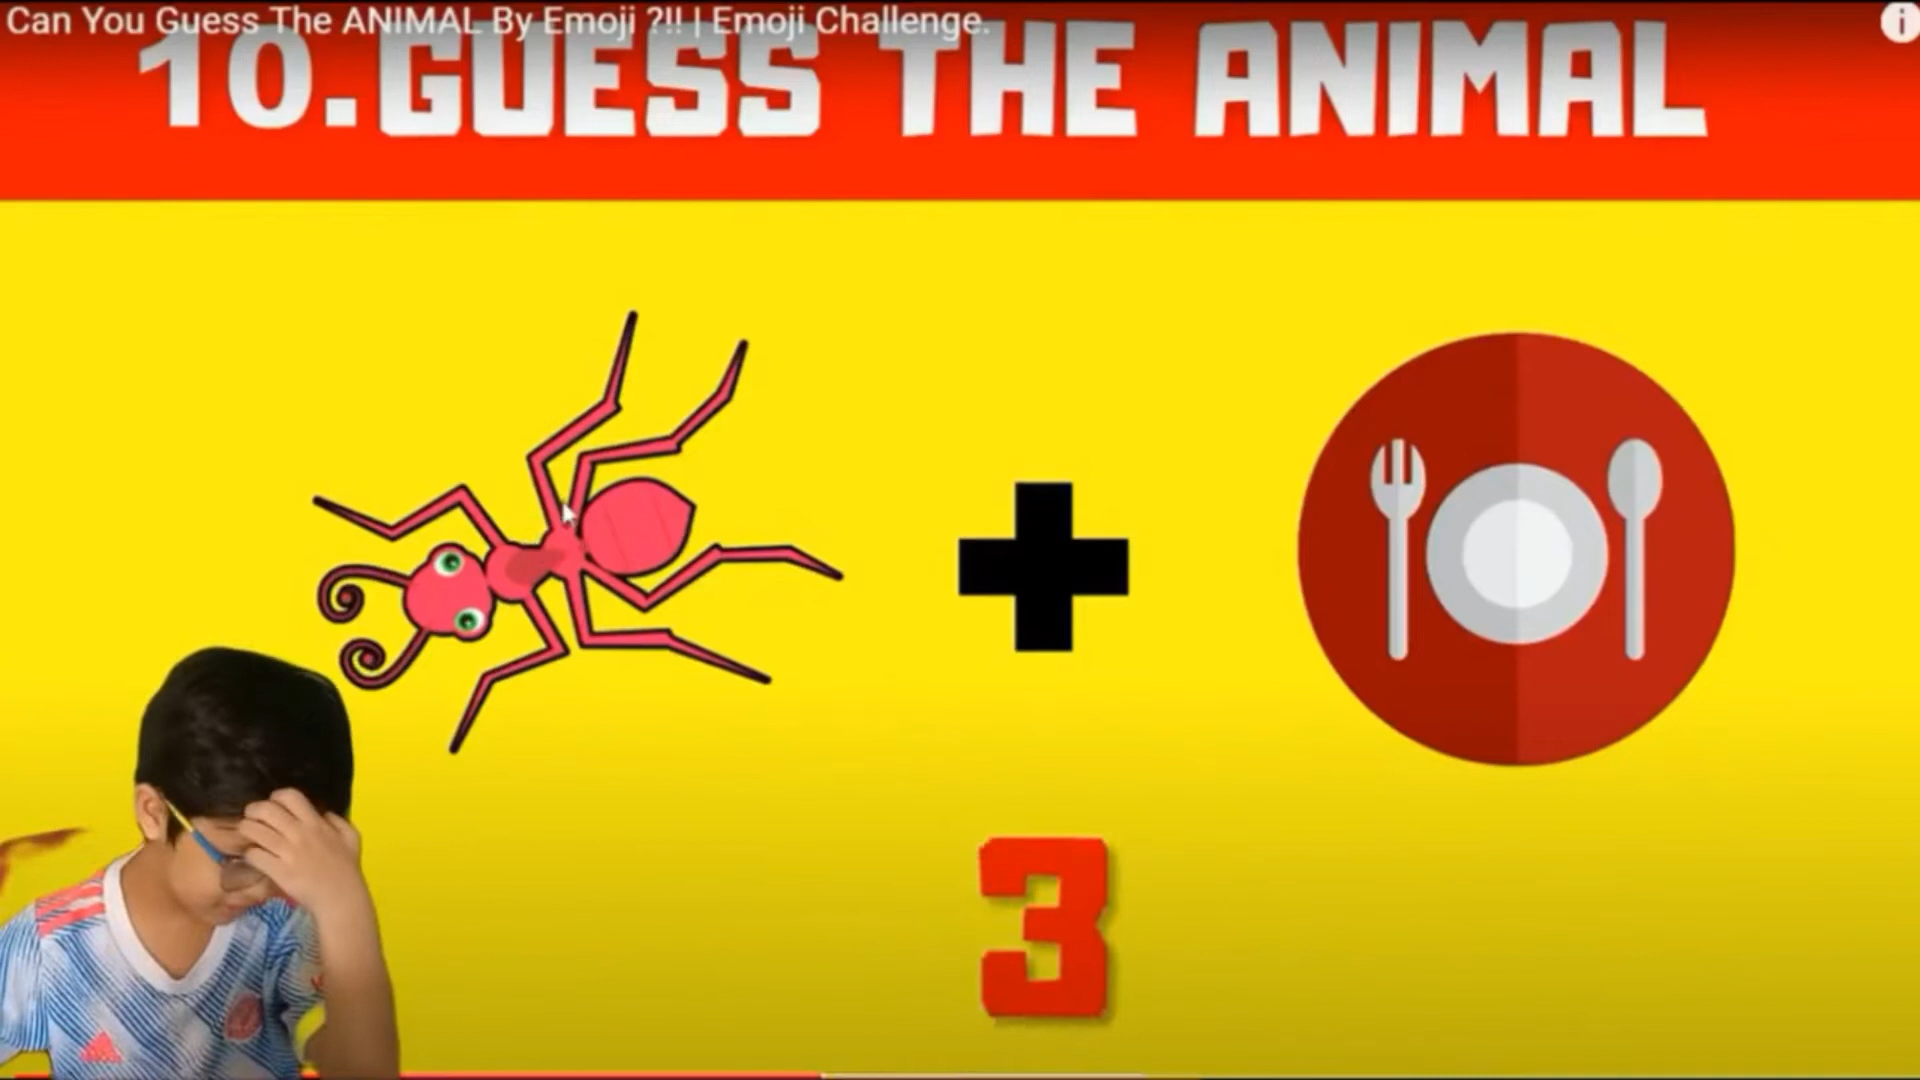 Can You Guess The ANIMAL By Emoji ?!! | Emoji Challenge.
10.GUESS THE ANIMAL
3